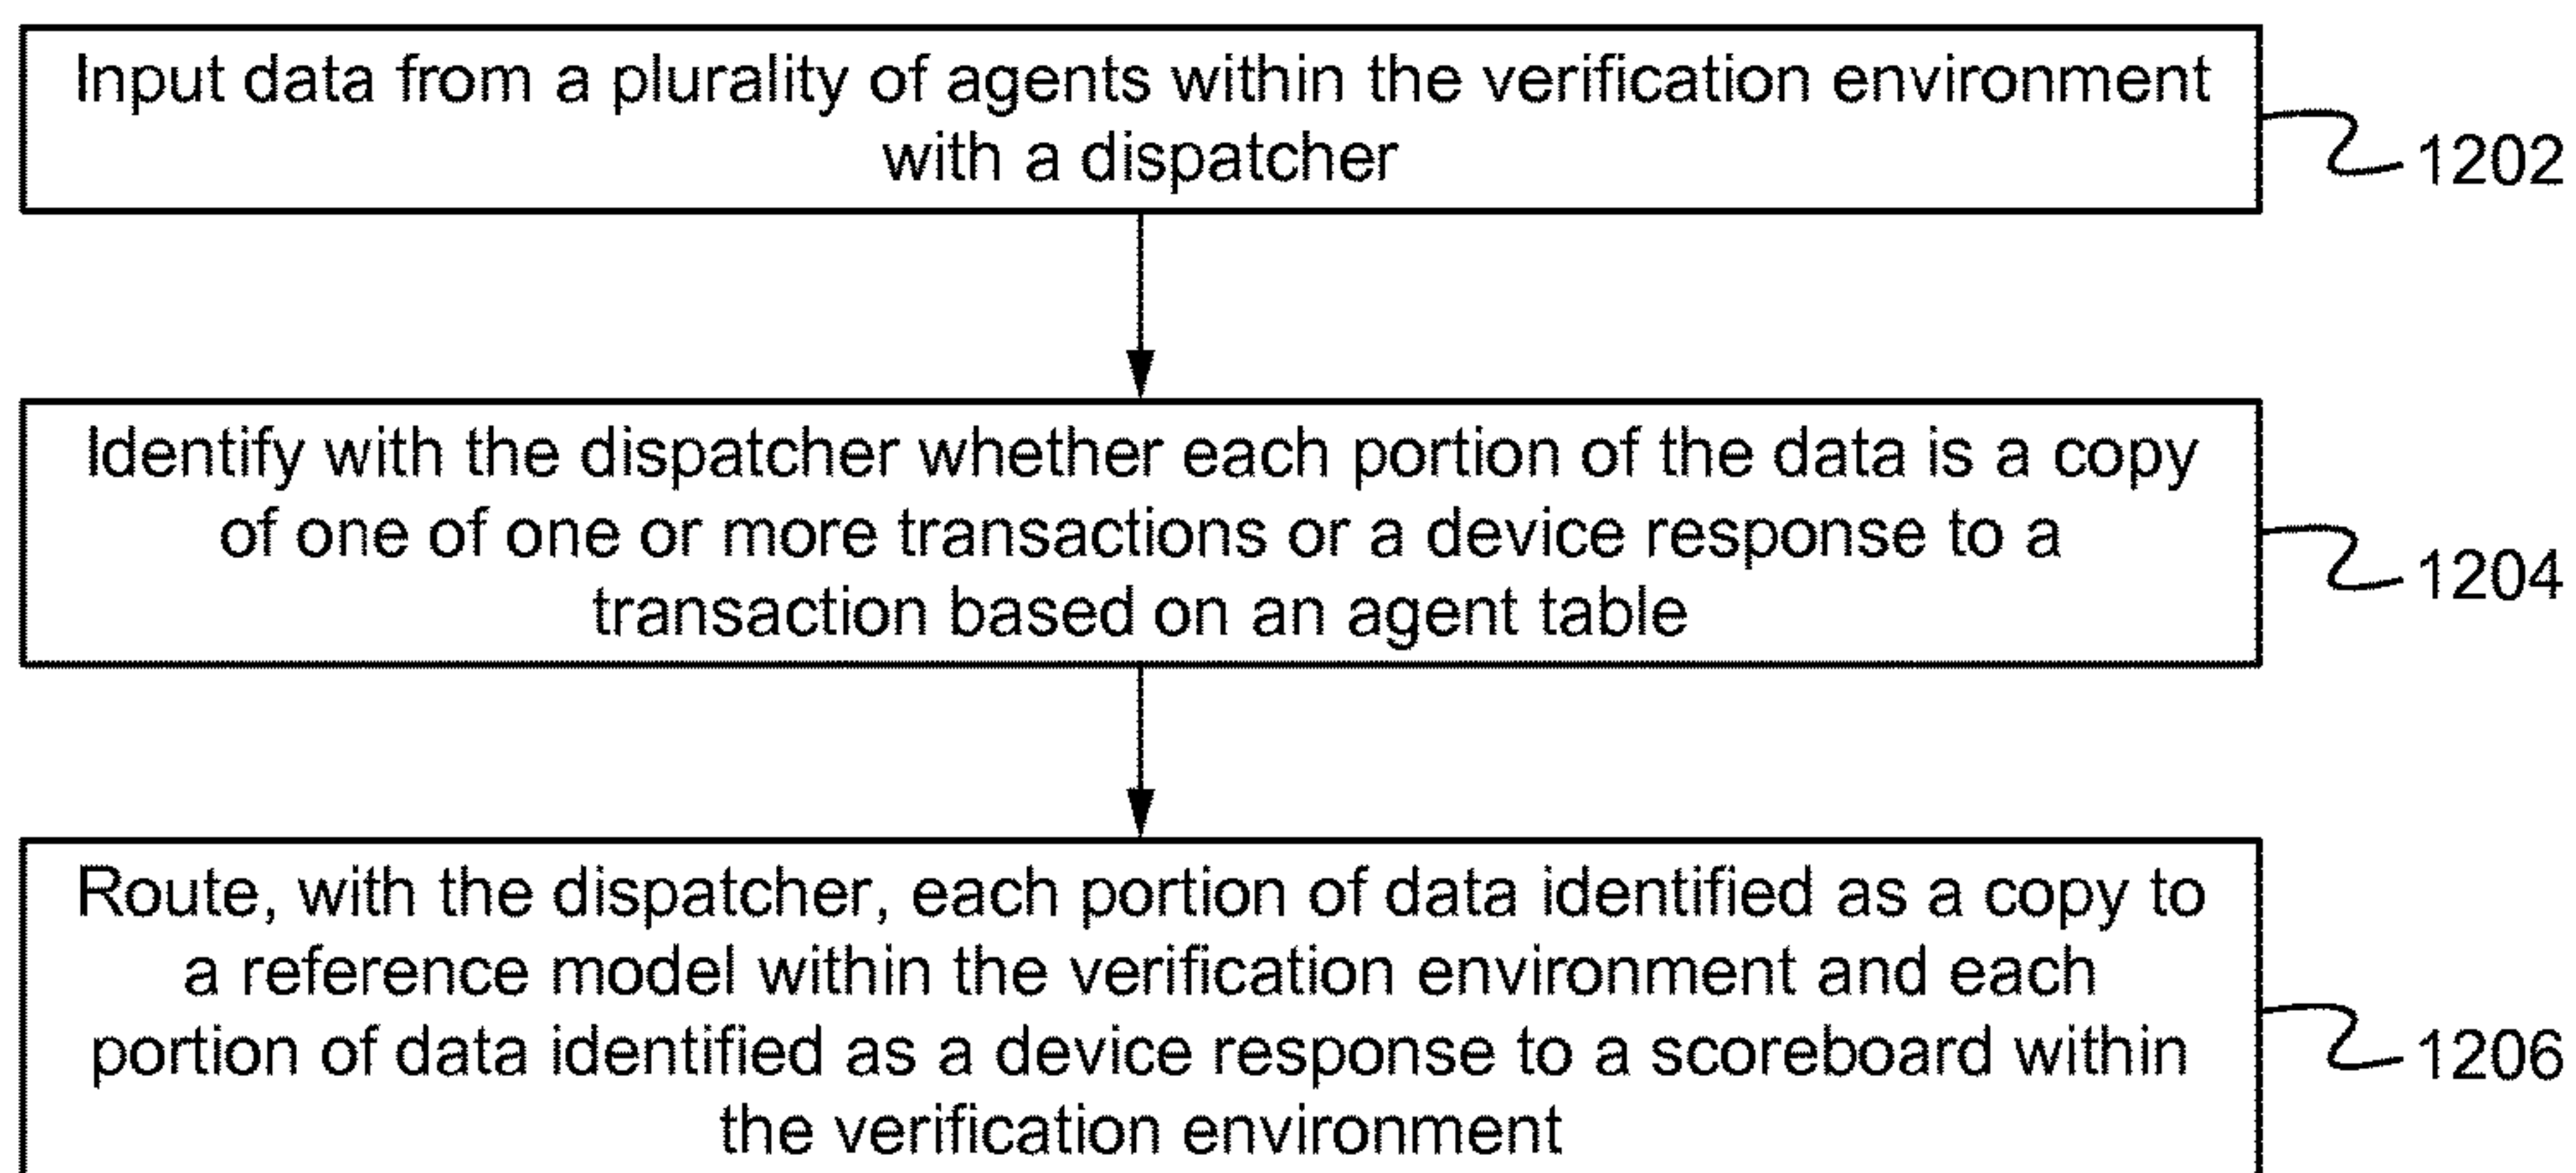 Input data from a plurality of agents within the verification environment
with a dispatcher
1202
Identify with the dispatcher whether each portion of the data is a copy
of one of one or more transactions or a device response to a
transaction based on an agent table
1204
Route, with the dispatcher, each portion of data identified as a copy to
a reference model within the verification environment and each
portion of data identified as a device response to a scoreboard within
the verification environment
1206